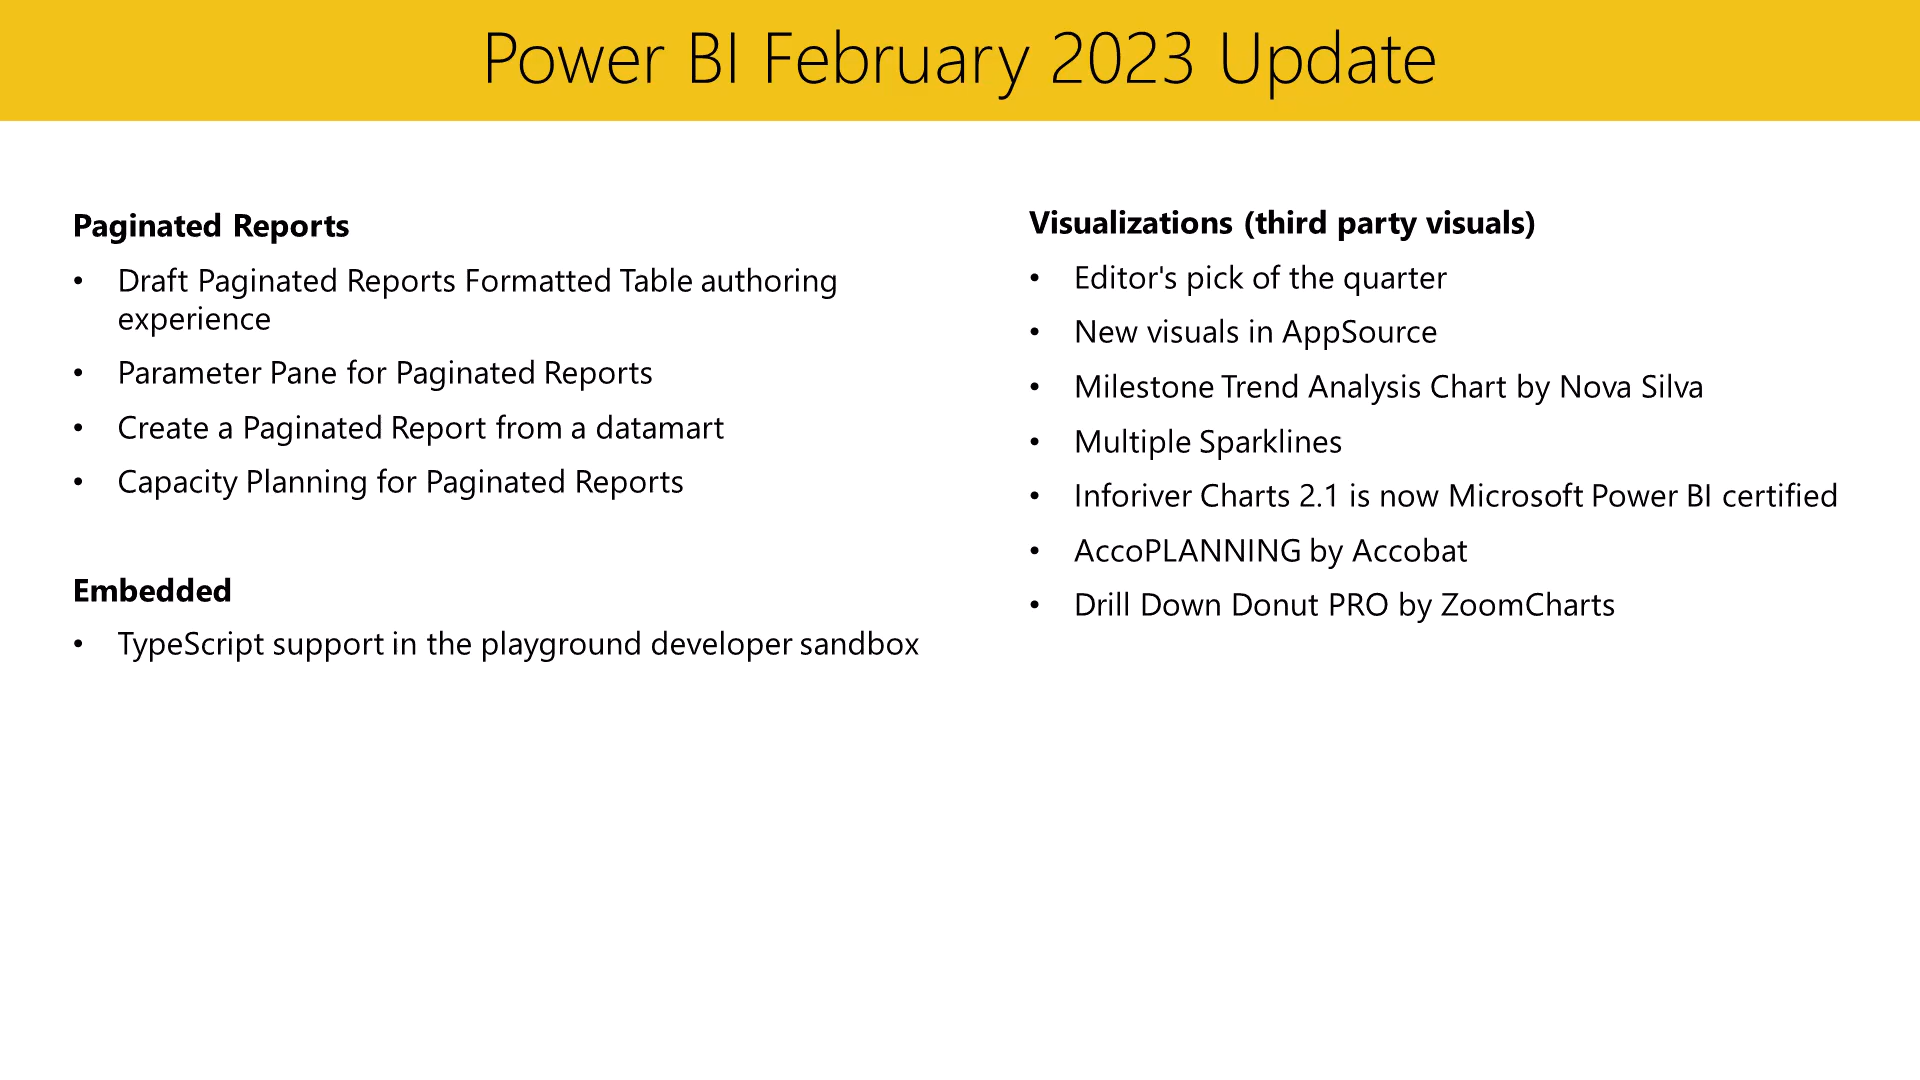 Power BI February 2023 Update
Paginated Reports
• Draft Paginated Reports Formatted Table authoring
experience
• Parameter Pane for Paginated Reports
• Create a Paginated Report from a datamart
• Capacity Planning for Paginated Reports
Embedded
• TypeScript support in the playground developer sandbox
Visualizations (third party visuals)
• Editor's pick of the quarter
• New visuals in AppSource
• Milestone Trend Analysis Chart by Nova Silva
• Multiple Sparklines
• Inforiver Charts 2.1 is now Microsoft Power BI certified
• AccoPLANNING by Accobat
• Drill Down Donut PRO by ZoomCharts